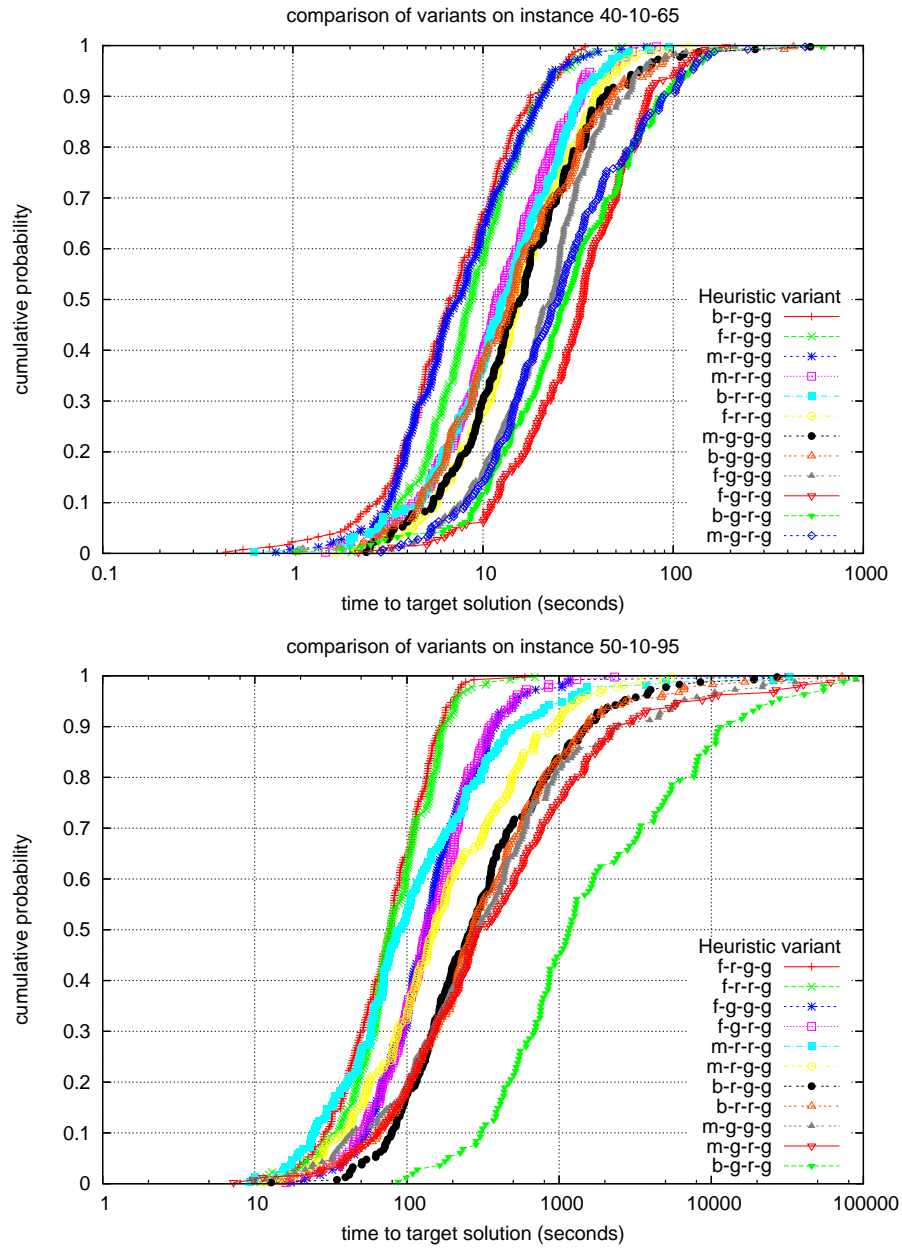 comparison of variants on instance 40-10-65
1
0.9
0.8
0.7
0.6
0.5
0.4
0.3
0.2
0.1
0
cumulative probability
Heuristic variant
b-r-g-g
f-r-g-g
m-r-g-g
m-r-r-g
b-r-r-g
f-r-r-g
m-g-g-g
b-g-g-g
f-g-g-g
f-g-r-g
b-g-r-g
m-g-r-g
0.1 1 10 100 1000
time to target solution (seconds)
comparison of variants on instance 50-10-95
1
0.9
0.8
0.7
0.6
0.5
0.4
0.3
0.2
0.1
0
cumulative probability
Heuristic variant
f-r-g-g
f-r-r-g
f-g-g-g
f-g-r-g
m-r-r-g
m-r-g-g
b-r-g-g
b-r-r-g
m-g-g-g
m-g-r-g
b-g-r-g
1 10 100 1000 10000 100000
time to target solution (seconds)